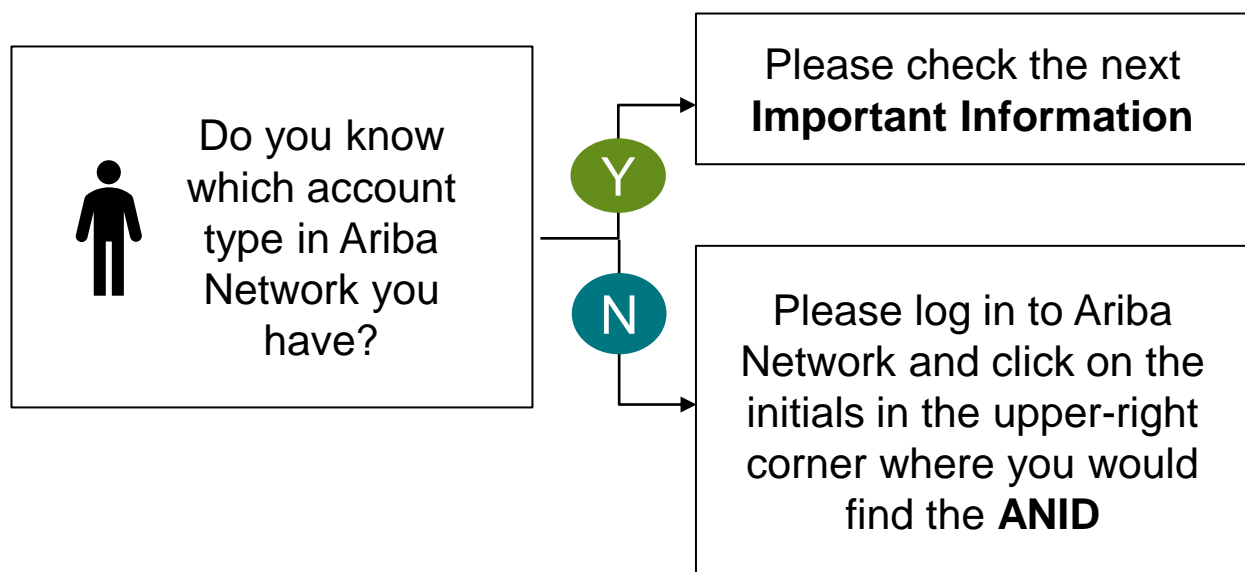 Do you know
which account
type in Ariba
Network you
have?
Y
Please check the next
Important Information
N
Please log in to Ariba
Network and click on the
initials in the upper-right
corner where you would
find the ANID